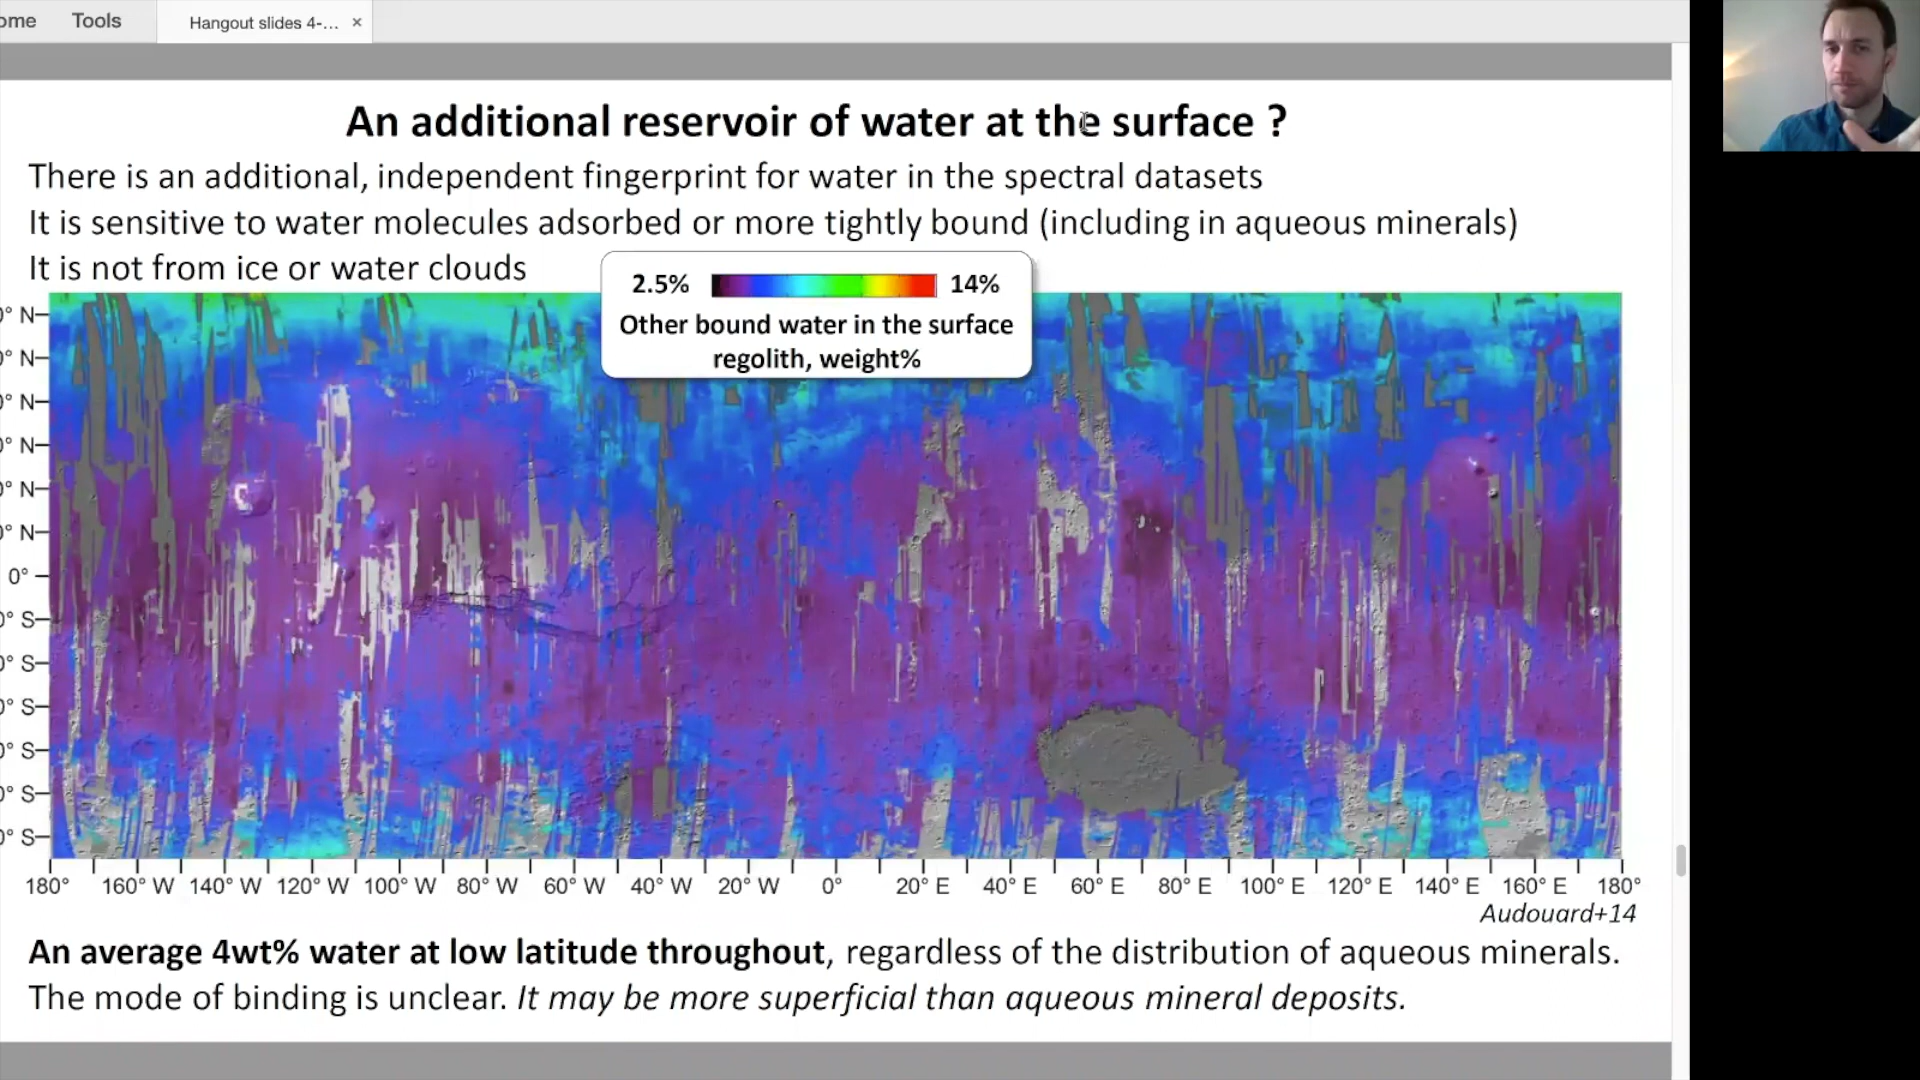 ome Tools Hangout slides 4-... ×
An additional reservoir of water at the surface ?
There is an additional, independent fingerprint for water in the spectral datasets
It is sensitive to water molecules adsorbed or more tightly bound (including in aqueous minerals)
It is not from ice or water clouds
2.5% 14%
Other bound water in the surface
regolith, weight%
0° N
0° N
0° N
0° N
0° N
0° N
0°
0° S
0° S
0° S
0° S
0° S
0° S
180° 160° W 140° W 120° W 100° W 80° W 60° W 40° W 20° W 0° 20° E 40° E 60° E 80° E 100° E 120° E 140° E 160° E 180°
Audouard+14
An average 4wt% water at low latitude throughout, regardless of the distribution of aqueous minerals.
The mode of binding is unclear. It may be more superficial than aqueous mineral deposits.